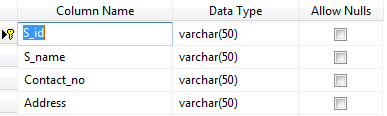 Column Name Data Type Allow Nulls
S_id varchar(50)
S_name varchar(50)
Contact_no varchar(50)
Address varchar(50)